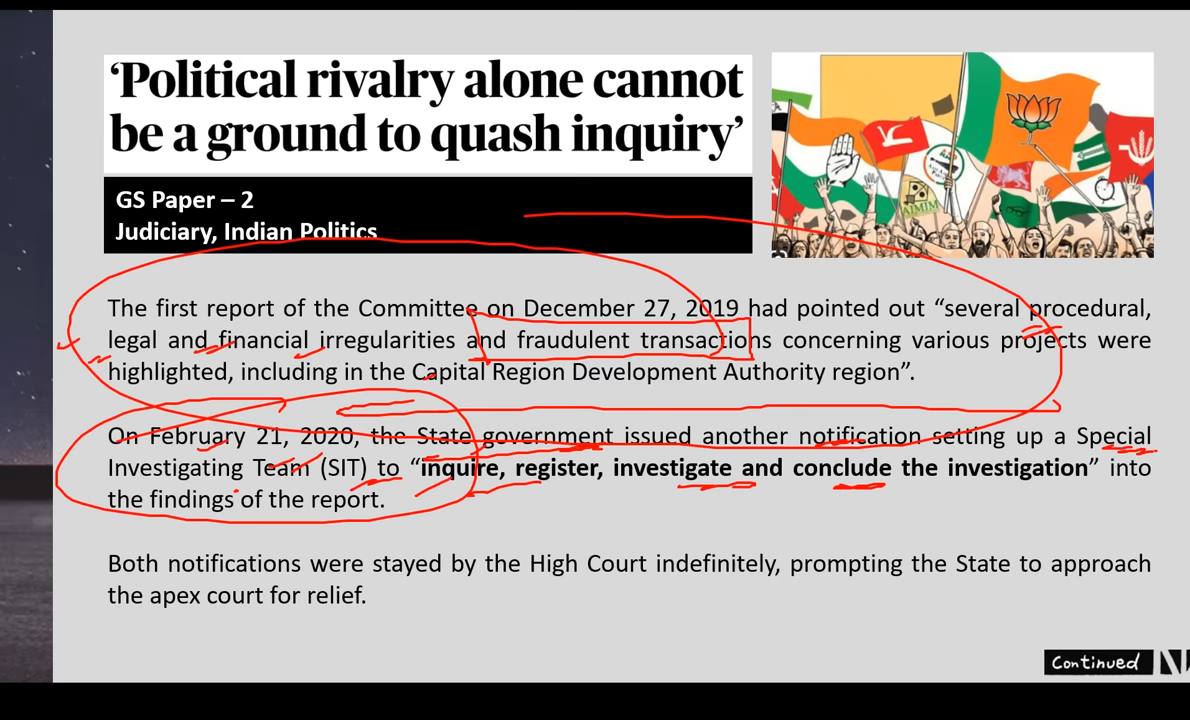 ‘Political rivalry alone cannot
be a ground to quash inquiry’
GS Paper – 2
Judiciary, Indian Politics
AIMIM
The first report of the Committee on December 27, 2019 had pointed out “several procedural,
legal and financial irregularities and fraudulent transactions concerning various projects were
highlighted, including in the Capital Region Development Authority region”.
On February 21, 2020, the State government issued another notification setting up a Special
Investigating Team (SIT) to “inquire, register, investigate and conclude the investigation” into
the findings of the report.
Both notifications were stayed by the High Court indefinitely, prompting the State to approach
the apex court for relief.
Continued